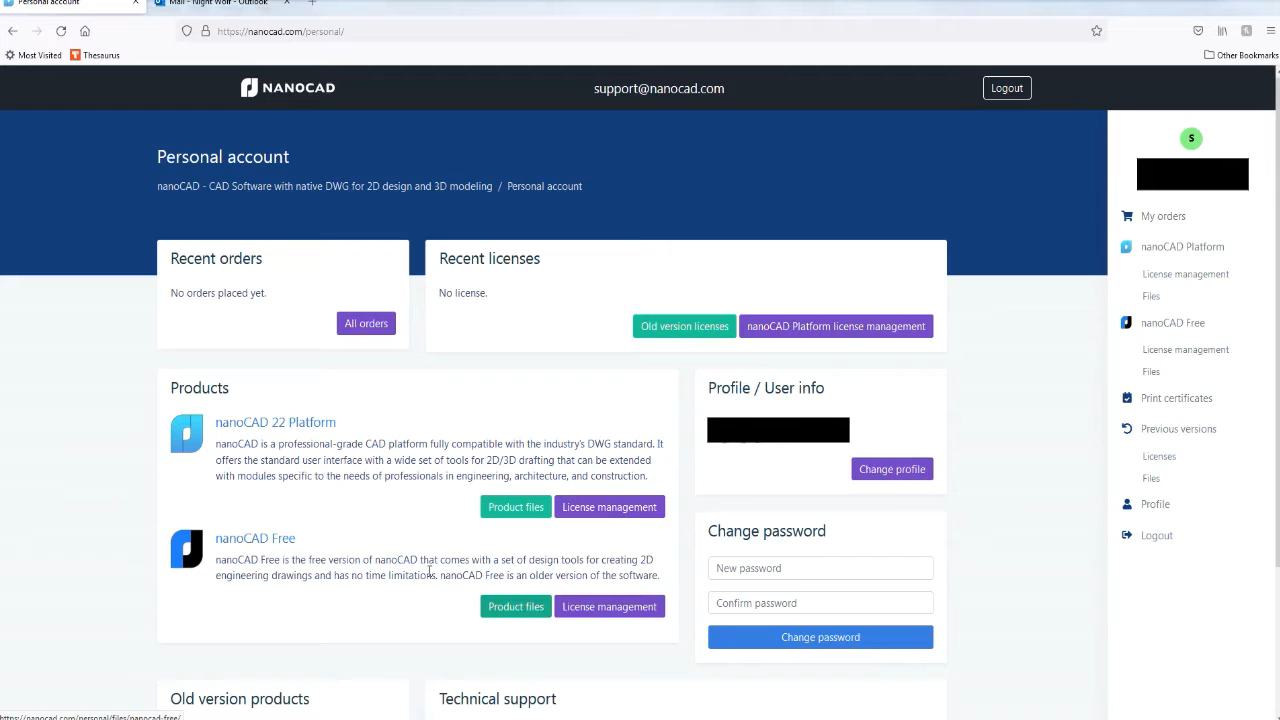 Personal account
Mail - Night Wolf - Outlook
https://nanocad.com/personal/
Most Visited
Thesaurus
Other Bookmarks
NANOCAD
support@nanocad.com
Logout
Personal account
nanoCAD - CAD Software with native DWG for 2D design and 3D modeling / Personal account
Recent orders
No orders placed yet.
All orders
Recent licenses
No license.
Old version licenses
nanoCAD Platform license management
Products
nanoCAD 22 Platform
nanoCAD is a professional-grade CAD platform fully compatible with the industry's DWG standard. It
offers the standard user interface with a wide set of tools for 2D/3D drafting that can be extended
with modules specific to the needs of professionals in engineering, architecture, and construction.
Product files
License management
nanoCAD Free
nanoCAD Free is the free version of nanoCAD that comes with a set of design tools for creating 2D
engineering drawings and has no time limitations. nanoCAD Free is an older version of the software.
Product files
License management
Profile / User info
Change profile
Change password
New password
Confirm password
Change password
Old version products
Technical support
S
My orders
nanoCAD Platform
License management
Files
nanoCAD Free
License management
Files
Print certificates
Previous versions
Licenses
Files
Profile
Logout
https://nanocad.com/personal/files/nanocad-free/